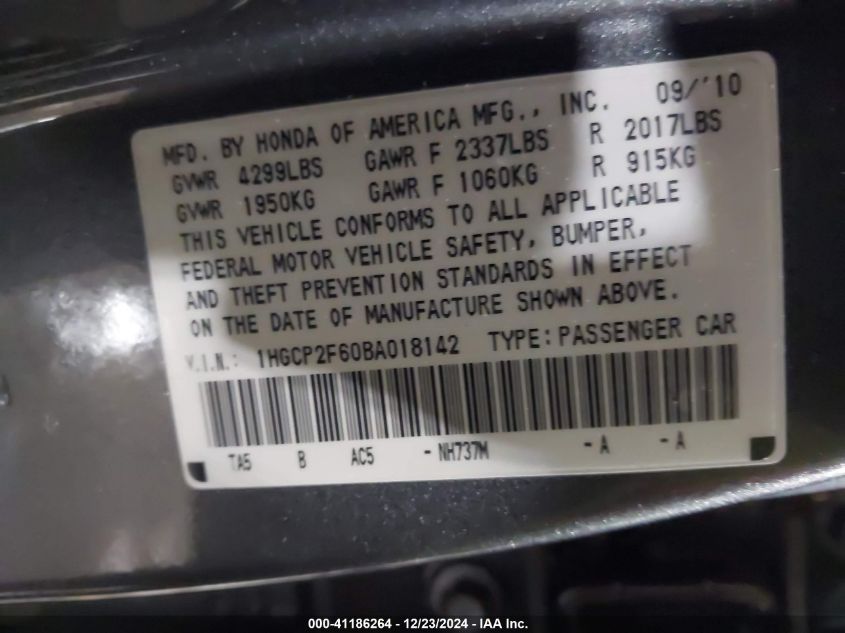 MFD. BY HONDA OF AMERICA MFG., INC. 09/'10
GVWR 4299LBS GAWR F 2337LBS R 2017LBS
GVWR 1950KG GAWR F 1060KG R 915KG
THIS VEHICLE CONFORMS TO ALL APPLICABLE
FEDERAL MOTOR VEHICLE SAFETY, BUMPER,
AND THEFT PREVENTION STANDARDS IN EFFECT
ON THE DATE OF MANUFACTURE SHOWN ABOVE.
V.I.N.: 1HGCP2F60BA018142 TYPE:PASSENGER CAR
TA5 B AC5 -NH737M -A -A
000-41186264 - 12/23/2024 - IAA Inc.